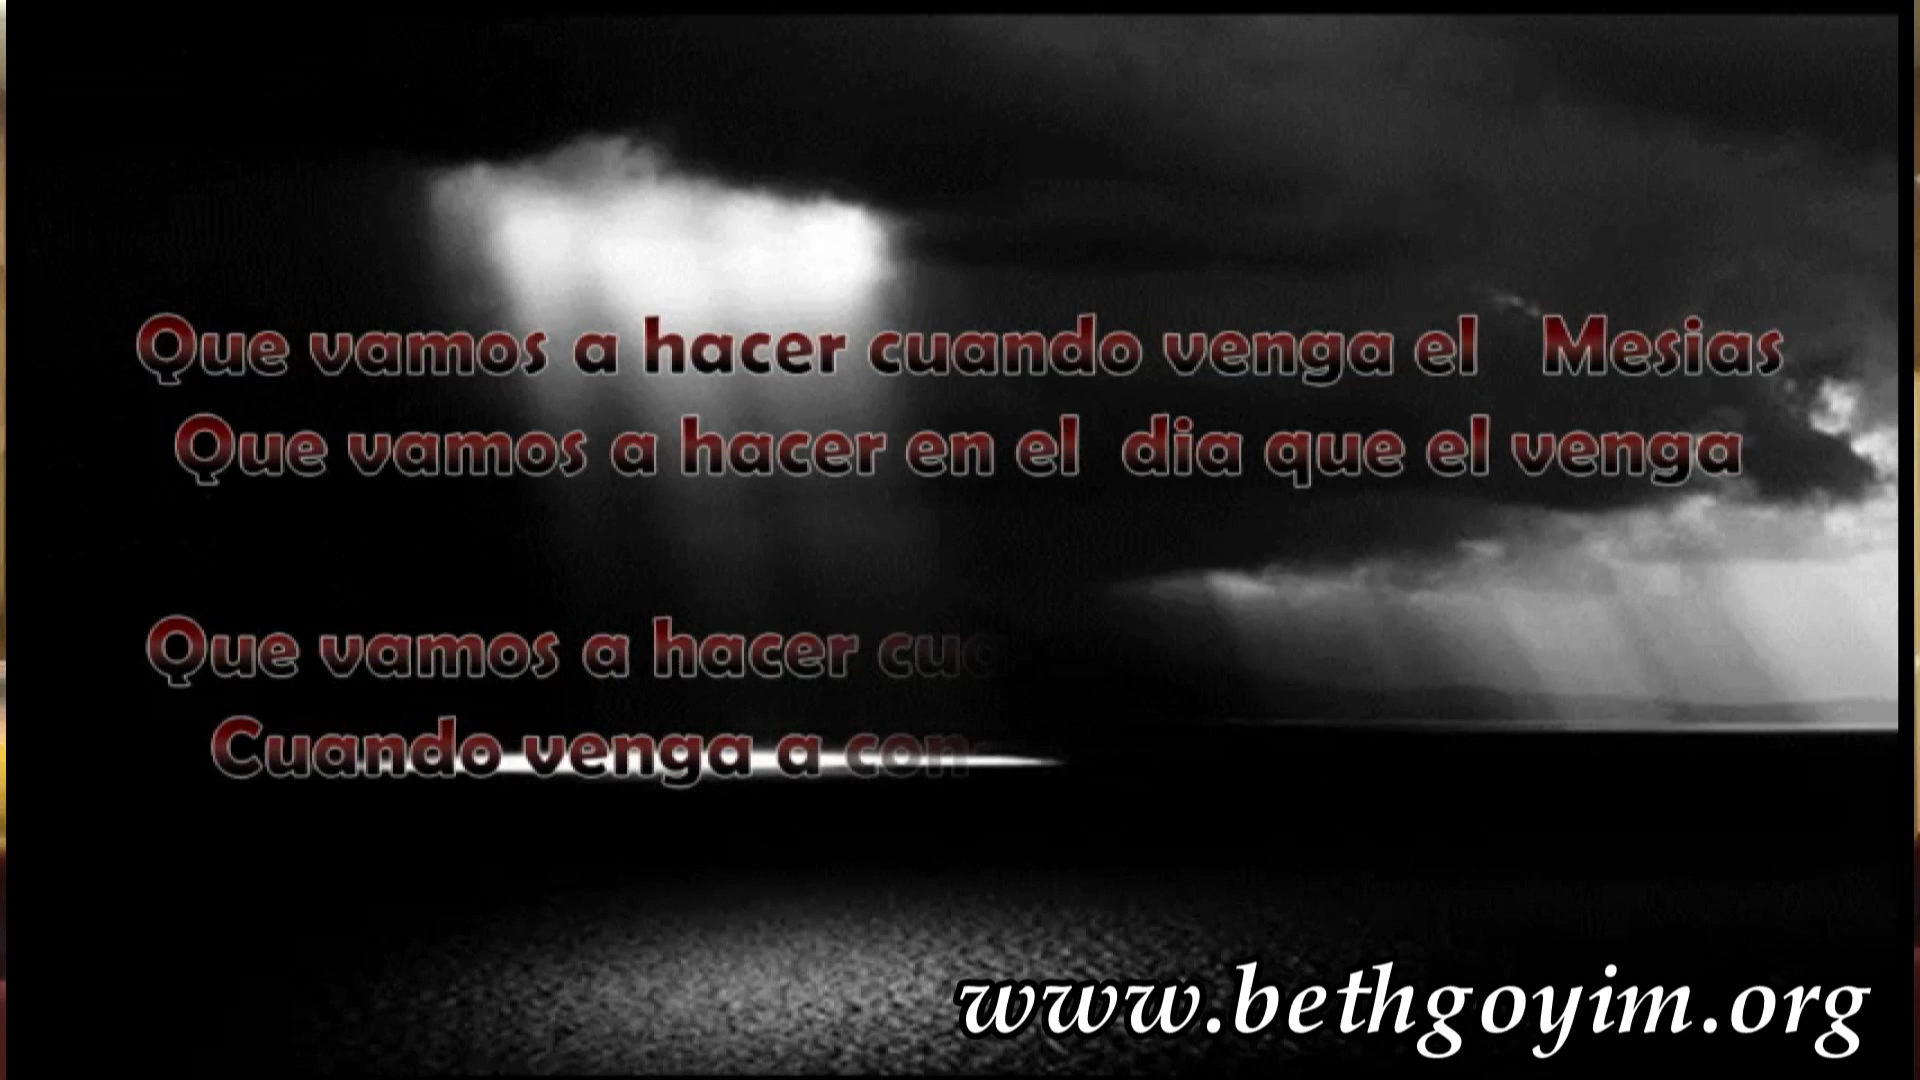 Que vamos a hacer cuando venga el Mesias
Que vamos a hacer en el dia que el venga
Que vamos a hacer
Cuando venga a con
www.bethgoyim.org